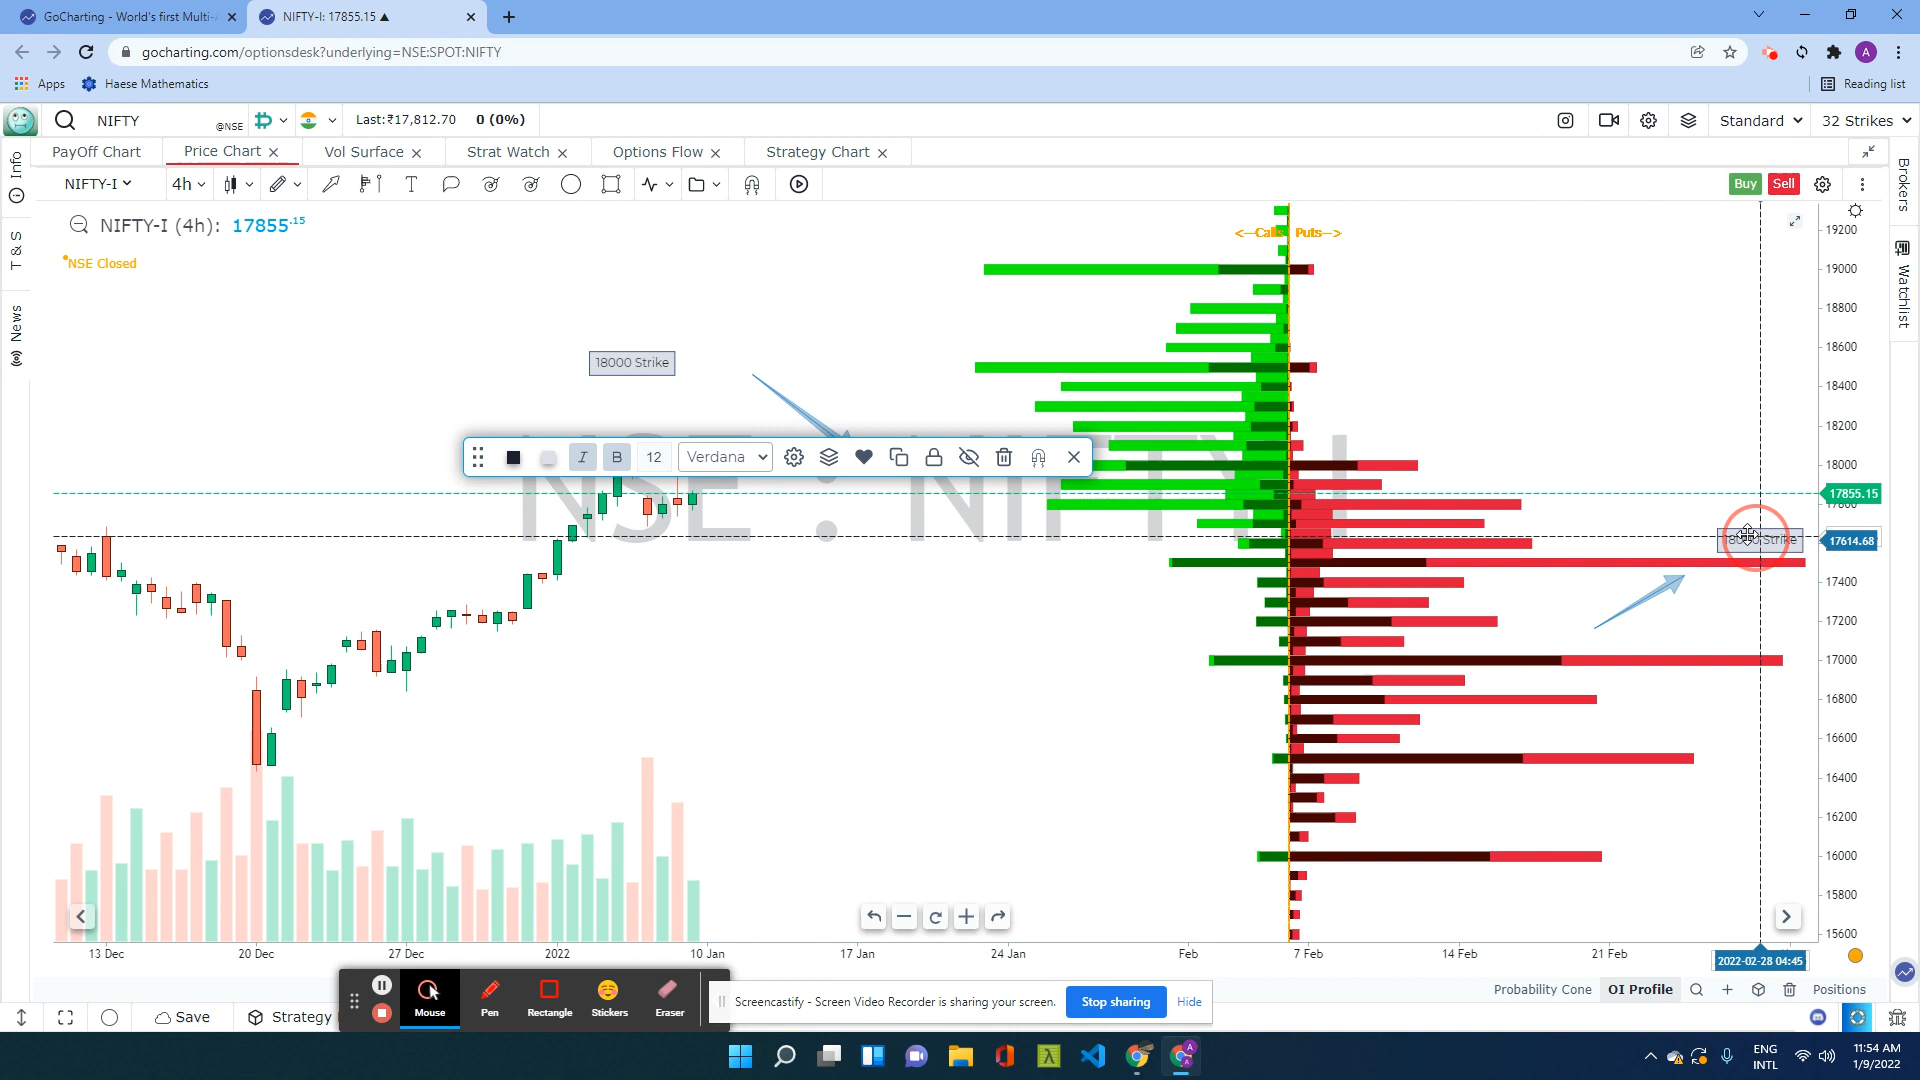 GoCharting - World's first Multi-
NIFTY-I: 17855.15 ▲
gocharting.com/optionsdesk?underlying=NSE:SPOT:NIFTY
A
Apps
Haese Mathematics
Reading list
NIFTY
@NSE
Last:₹17,812.70
0 (0%)
Standard
32 Strikes
PayOff Chart
Price Chart
Vol Surface
Strat Watch
Options Flow
Strategy Chart
NIFTY-I
4h
Buy
Sell
Info
T & S
News
Brokers
Watchlist
NIFTY-I (4h): 17855.15
NSE Closed
<--Calls
Puts-->
18000 Strike
I
B
12
Verdana
NSE : NIFTY-I
18000 Strike
19200
19000
18800
18600
18400
18200
18000
17855.15
17800
17614.68
17400
17200
17000
16800
16600
16400
16200
16000
15800
15600
13 Dec
20 Dec
27 Dec
2022
10 Jan
17 Jan
24 Jan
Feb
7 Feb
14 Feb
21 Feb
2022-02-28 04:45
Probability Cone
OI Profile
Positions
Save
Strategy
Mouse
Pen
Rectangle
Stickers
Eraser
Screencastify - Screen Video Recorder is sharing your screen.
Stop sharing
Hide
ENG
INTL
11:54 AM
1/9/2022